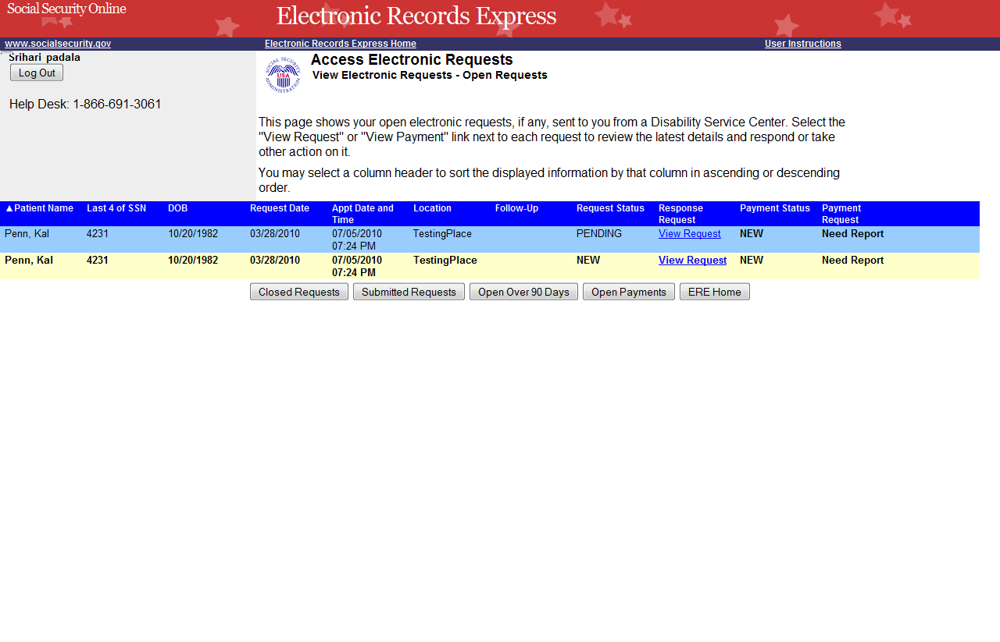 Social Security Online
Electronic Records Express
www.socialsecurity.gov Electronic Records Express Home User Instructions
Srihari padala
Log Out
Help Desk: 1-866-691-3061
SOCIAL SECURITY ADMINISTRATION
USA
Access Electronic Requests
View Electronic Requests - Open Requests
This page shows your open electronic requests, if any, sent to you from a Disability Service Center. Select the
"View Request" or "View Payment" link next to each request to review the latest details and respond or take
other action on it.
You may select a column header to sort the displayed information by that column in ascending or descending
order.
▲Patient Name Last 4 of SSN DOB Request Date Appt Date and Location Follow-Up Request Status Response Payment Status Payment
Time Request Request
Penn, Kal 4231 10/20/1982 03/28/2010 07/05/2010 TestingPlace PENDING View Request NEW Need Report
07:24 PM
Penn, Kal 4231 10/20/1982 03/28/2010 07/05/2010 TestingPlace NEW View Request NEW Need Report
07:24 PM
Closed Requests Submitted Requests Open Over 90 Days Open Payments ERE Home